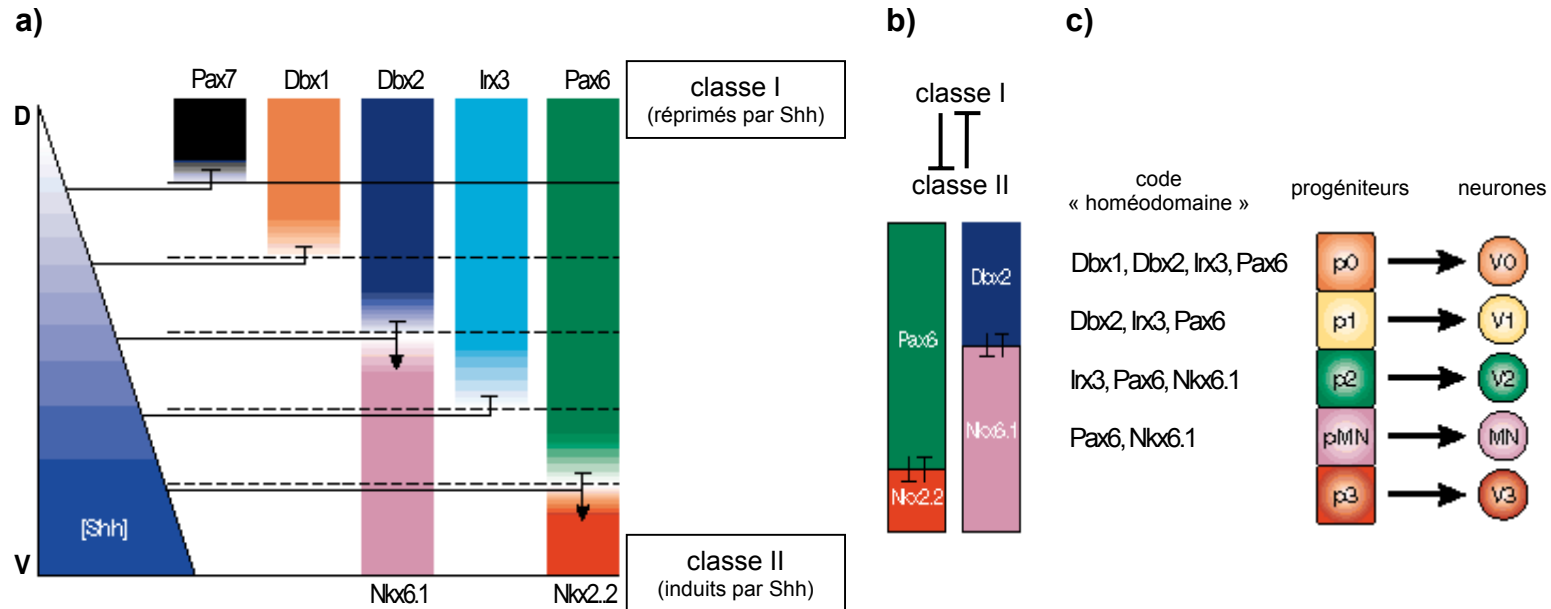 a)
Pax7 Dbx1 Dbx2 Irx3 Pax6
classe I
(réprimés par Shh)
D
[Shh]
V
Nkx6.1 Nkx2..2
classe II
(induits par Shh)
b)
classe I
classe II
Pax6
Dbx2
Nkx6.1
Nkx2.2
c)
code
« homéodomaine »
progéniteurs
neurones
Dbx1, Dbx2, Irx3, Pax6 p0 V0
Dbx2, Irx3, Pax6 p1 V1
Irx3, Pax6, Nkx6.1 p2 V2
Pax6, Nkx6.1 pMN MN
p3 V3